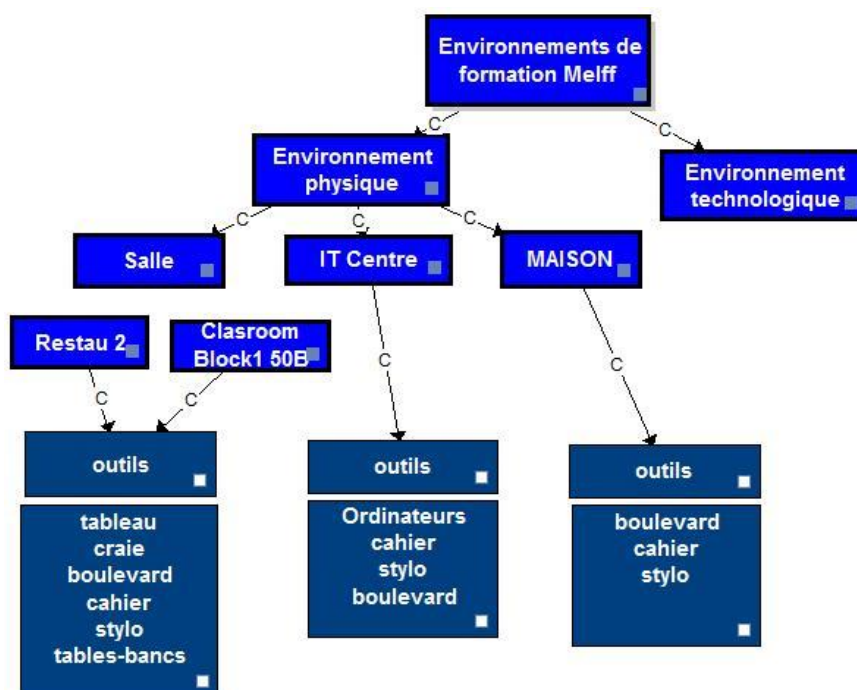 Environnements de
formation Melff
C
C
Environnement
physique
Environnement
technologique
C
C
C
Salle
IT Centre
MAISON
Restau 2
Clasroom
Block1 50B
C
C
C
C
outils
outils
outils
tableau
craie
boulevard
cahier
stylo
tables-bancs
Ordinateurs
cahier
stylo
boulevard
boulevard
cahier
stylo